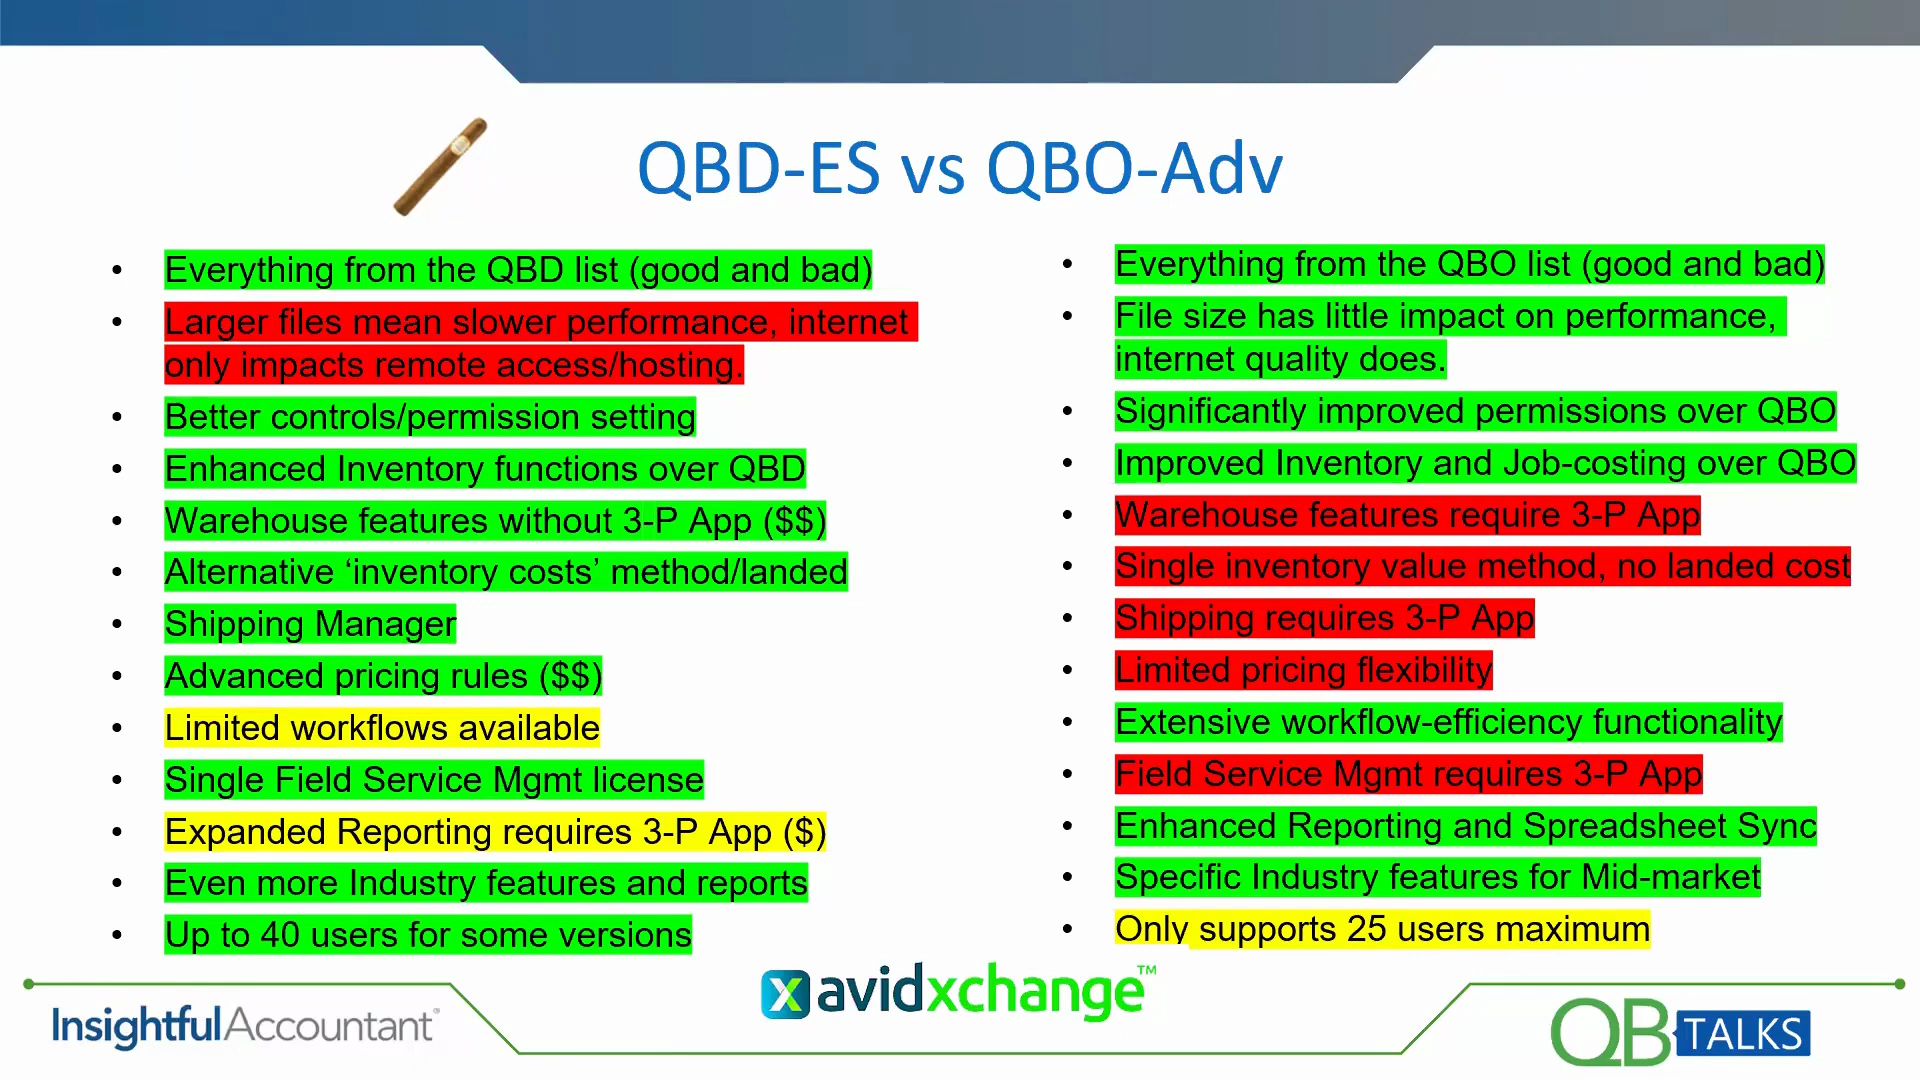 QBD-ES vs QBO-Adv
• Everything from the QBD list (good and bad)
• Larger files mean slower performance, internet
only impacts remote access/hosting.
• Better controls/permission setting
• Enhanced Inventory functions over QBD
• Warehouse features without 3-P App ($$)
• Alternative ‘inventory costs’ method/landed
• Shipping Manager
• Advanced pricing rules ($$)
• Limited workflows available
• Single Field Service Mgmt license
• Expanded Reporting requires 3-P App ($)
• Even more Industry features and reports
• Up to 40 users for some versions
• Everything from the QBO list (good and bad)
• File size has little impact on performance,
internet quality does.
• Significantly improved permissions over QBO
• Improved Inventory and Job-costing over QBO
• Warehouse features require 3-P App
• Single inventory value method, no landed cost
• Shipping requires 3-P App
• Limited pricing flexibility
• Extensive workflow-efficiency functionality
• Field Service Mgmt requires 3-P App
• Enhanced Reporting and Spreadsheet Sync
• Specific Industry features for Mid-market
• Only supports 25 users maximum
x avidxchange™
InsightfulAccountant®
QB TALKS